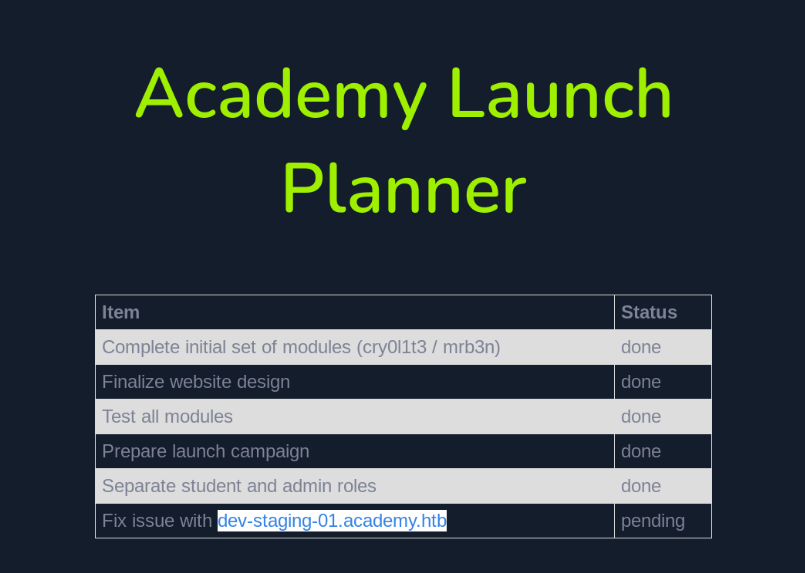 Academy Launch
Planner
Item Status
Complete initial set of modules (cry0l1t3 / mrb3n) done
Finalize website design done
Test all modules done
Prepare launch campaign done
Separate student and admin roles done
Fix issue with dev-staging-01.academy.htb pending